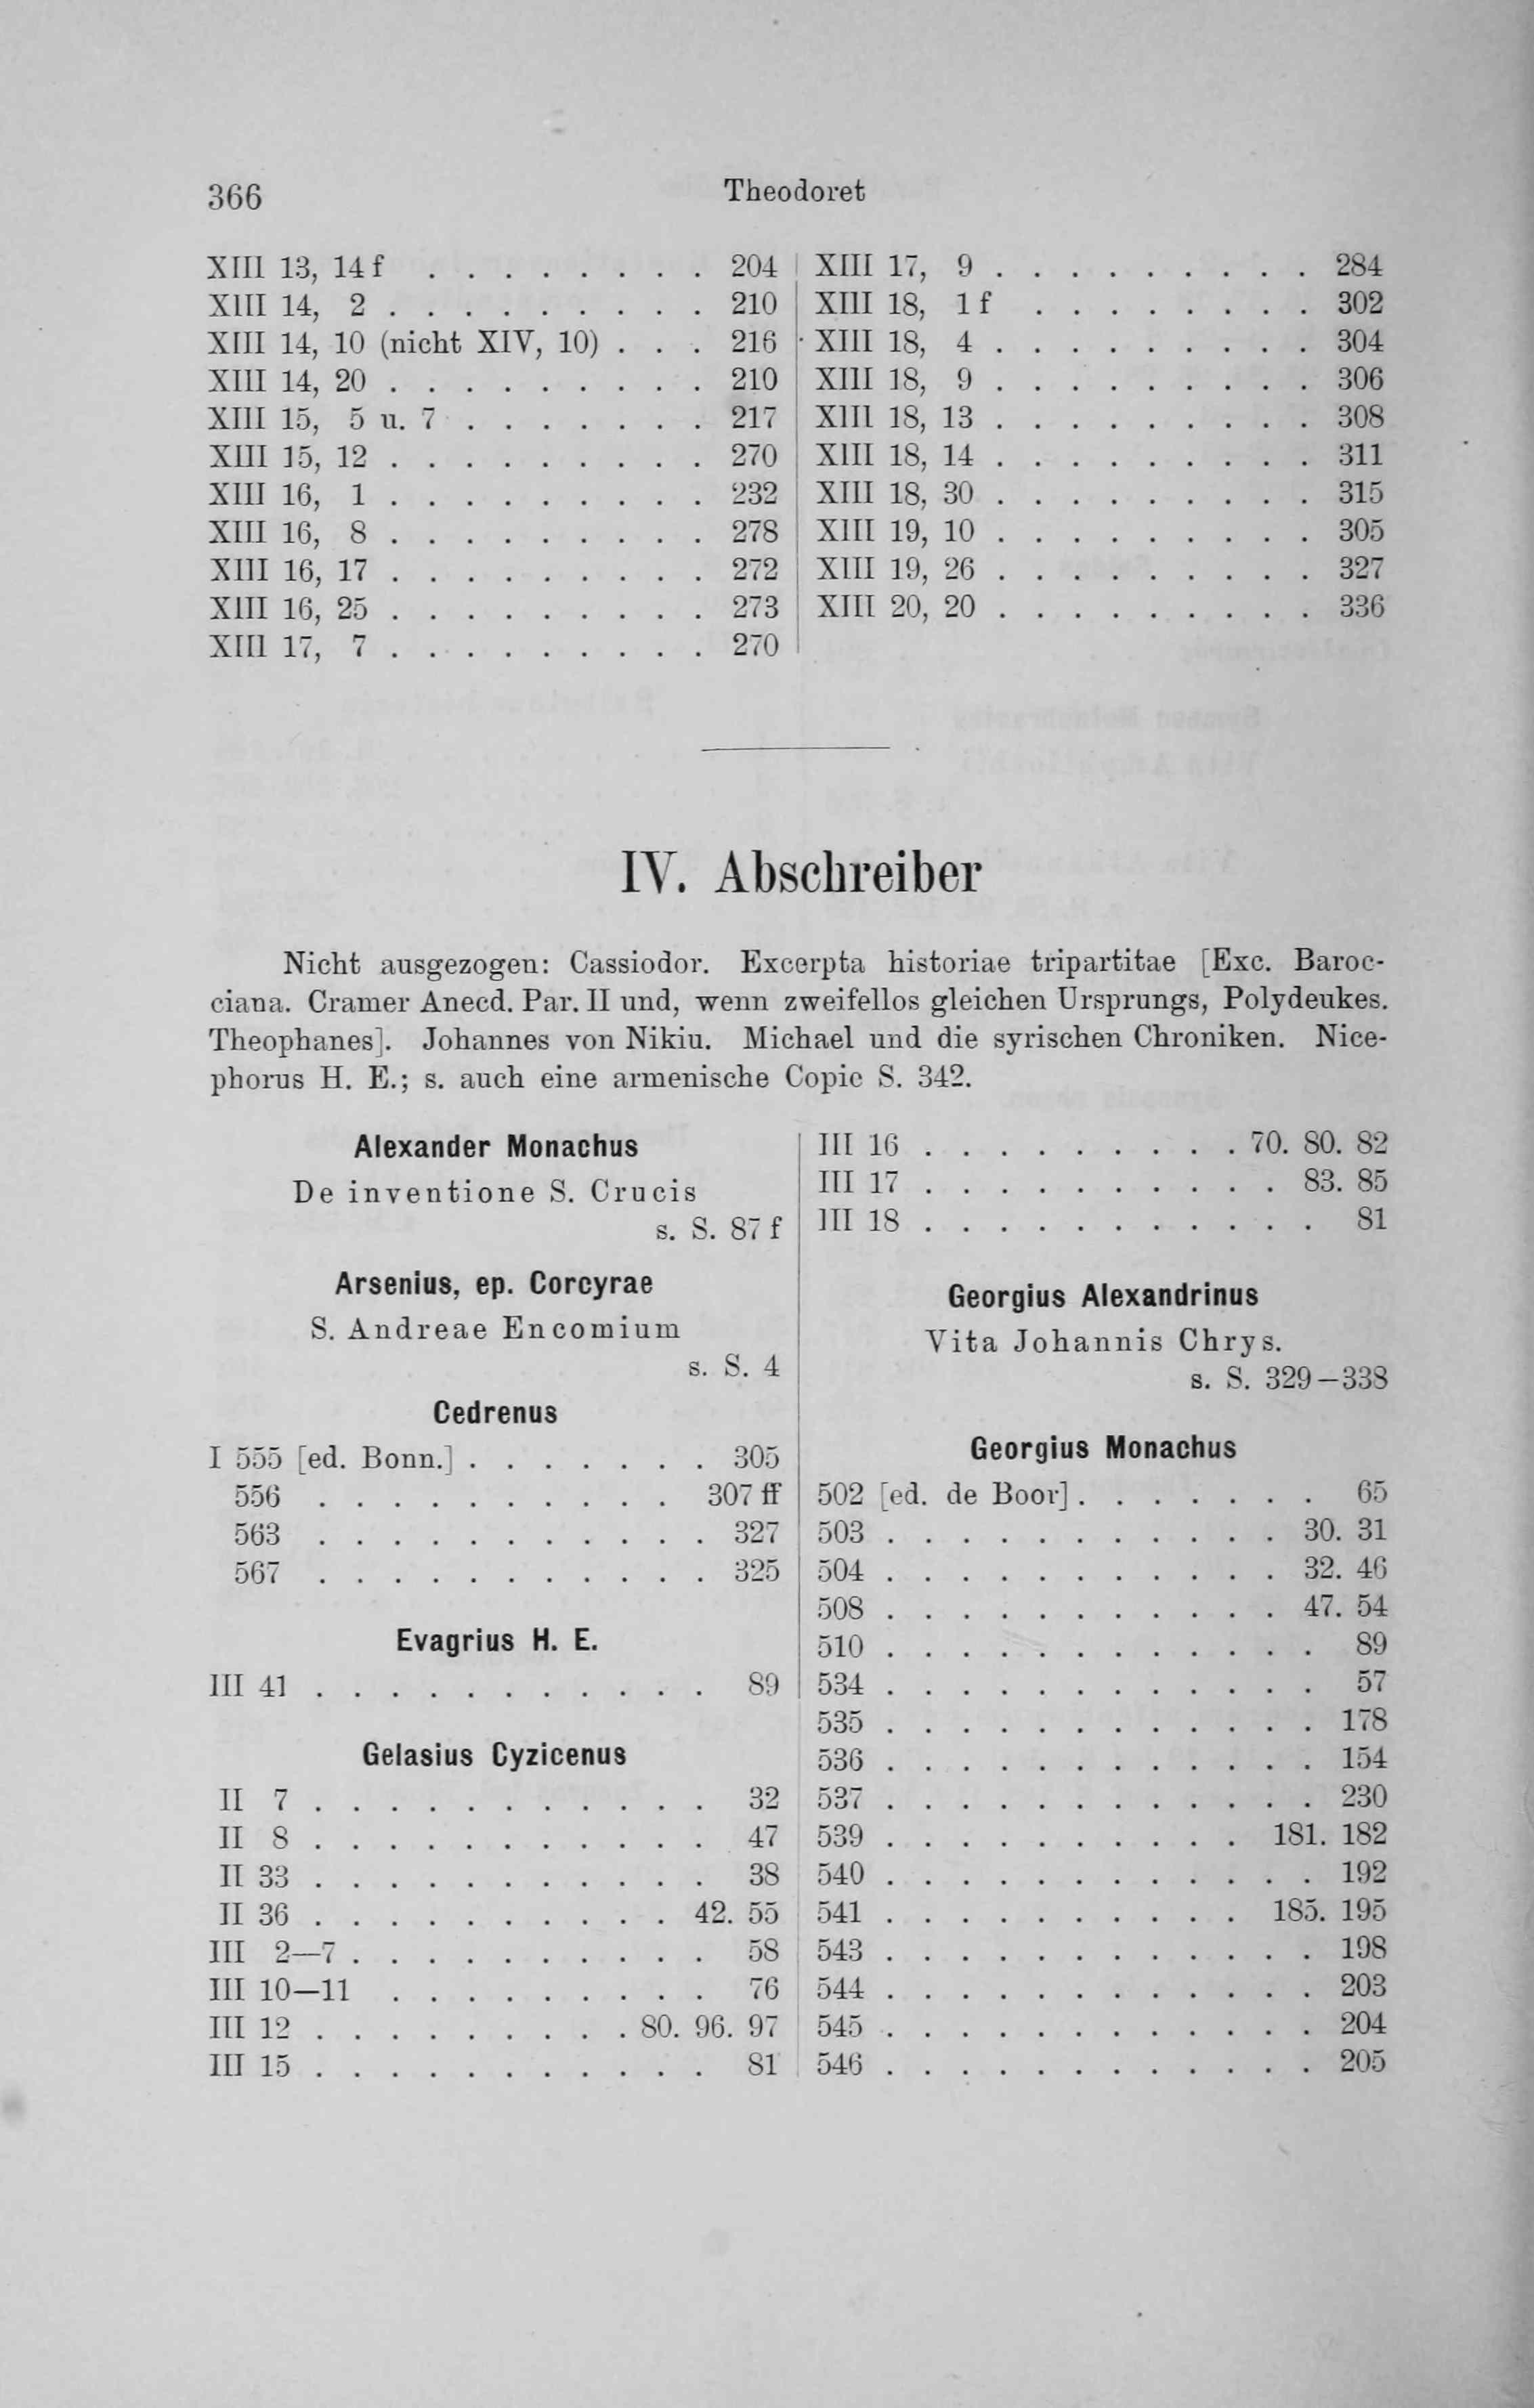 366
Theodoret
XIII 13, 14 f . . . . . . . . 204
XIII 14, 2 . . . . . . . . . 210
XIII 14, 10 (nicht XIV, 10) . . . 216
XIII 14, 20 . . . . . . . . . 210
XIII 15, 5 u. 7 . . . . . . . 217
XIII 15, 12 . . . . . . . . . 270
XIII 16, 1 . . . . . . . . . 232
XIII 16, 8 . . . . . . . . . 278
XIII 16, 17 . . . . . . . . . 272
XIII 16, 25 . . . . . . . . . 273
XIII 17, 7 . . . . . . . . . 270
XIII 17, 9 . . . . . . . . . 284
XIII 18, 1 f . . . . . . . . 302
XIII 18, 4 . . . . . . . . . 304
XIII 18, 9 . . . . . . . . . 306
XIII 18, 13 . . . . . . . . . 308
XIII 18, 14 . . . . . . . . . 311
XIII 18, 30 . . . . . . . . . 315
XIII 19, 10 . . . . . . . . . 305
XIII 19, 26 . . . . . . . . . 327
XIII 20, 20 . . . . . . . . . 336
IV. Abschreiber
Nicht ausgezogen: Cassiodor. Excerpta historiae tripartitae [Exc. Baroc-
ciana. Cramer Anecd. Par. II und, wenn zweifellos gleichen Ursprungs, Polydeukes.
Theophanes]. Johannes von Nikiu. Michael und die syrischen Chroniken. Nice-
phorus H. E.; s. auch eine armenische Copie S. 342.
Alexander Monachus
De inventione S. Crucis
s. S. 87 f
Arsenius, ep. Corcyrae
S. Andreae Encomium
s. S. 4
Cedrenus
I 555 [ed. Bonn.] . . . . . . . 305
556 . . . . . . . . . . 307 ff
563 . . . . . . . . . . . 327
567 . . . . . . . . . . . 325
Evagrius H. E.
III 41 . . . . . . . . . . . 89
Gelasius Cyzicenus
II 7 . . . . . . . . . . . 32
II 8 . . . . . . . . . . . 47
II 33 . . . . . . . . . . . 38
II 36 . . . . . . . . . . 42. 55
III 2—7 . . . . . . . . . . 58
III 10—11 . . . . . . . . . 76
III 12 . . . . . . . . . 80. 96. 97
III 15 . . . . . . . . . . . 81
III 16 . . . . . . . . . 70. 80. 82
III 17 . . . . . . . . . . 83. 85
III 18 . . . . . . . . . . . 81
Georgius Alexandrinus
Vita Johannis Chrys.
s. S. 329—338
Georgius Monachus
502 [ed. de Boor] . . . . . . . 65
503 . . . . . . . . . . . 30. 31
504 . . . . . . . . . . . 32. 46
508 . . . . . . . . . . . 47. 54
510 . . . . . . . . . . . . 89
534 . . . . . . . . . . . . 57
535 . . . . . . . . . . . . 178
536 . . . . . . . . . . . . 154
537 . . . . . . . . . . . . 230
539 . . . . . . . . . . 181. 182
540 . . . . . . . . . . . . 192
541 . . . . . . . . . . 185. 195
543 . . . . . . . . . . . . 198
544 . . . . . . . . . . . . 203
545 . . . . . . . . . . . . 204
546 . . . . . . . . . . . . 205